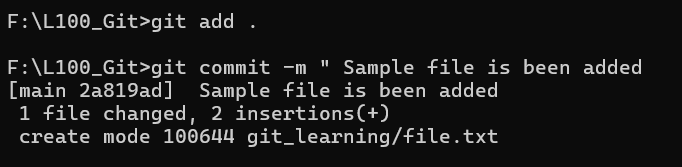 F:\L100_Git>git add .
F:\L100_Git>git commit -m " Sample file is been added
[main 2a819ad]  Sample file is been added
 1 file changed, 2 insertions(+)
 create mode 100644 git_learning/file.txt